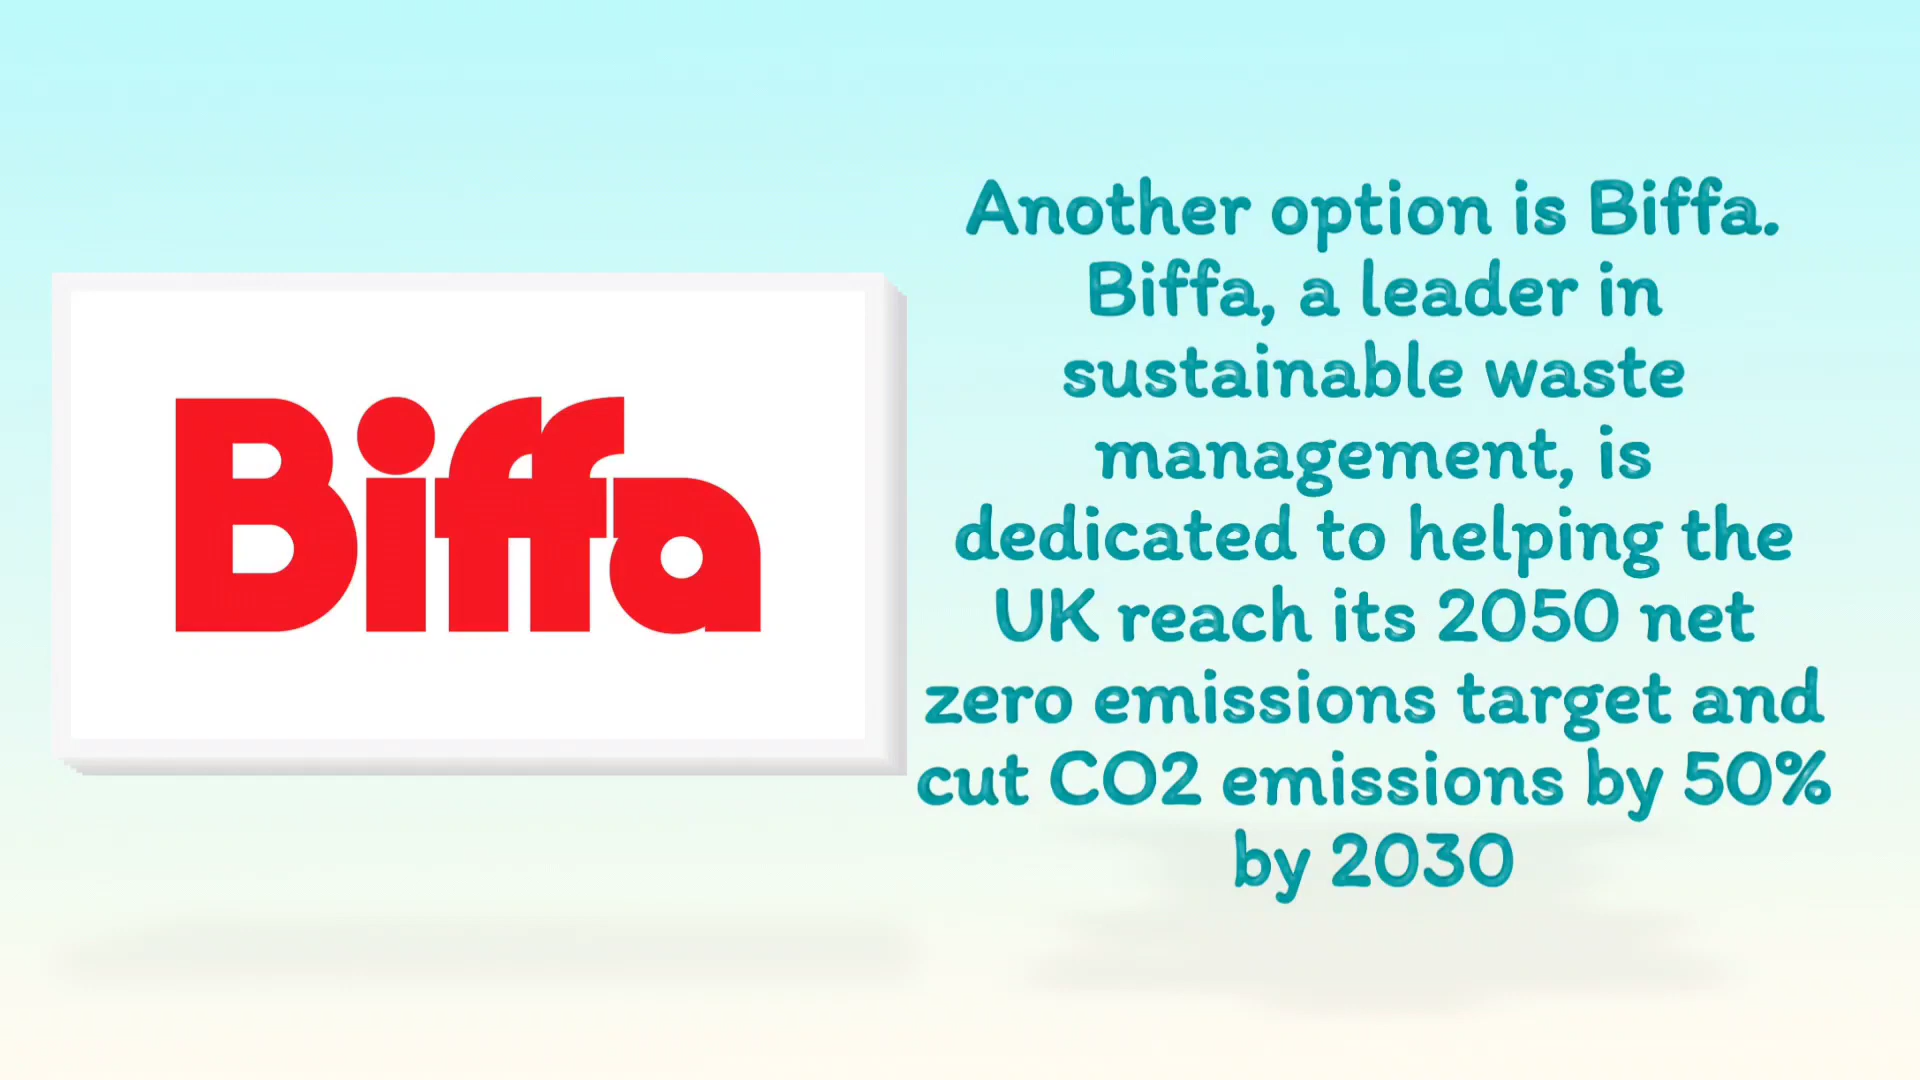 Biffa
Another option is Biffa.
Biffa, a leader in
sustainable waste
management, is
dedicated to helping the
UK reach its 2050 net
zero emissions target and
cut CO2 emissions by 50%
by 2030